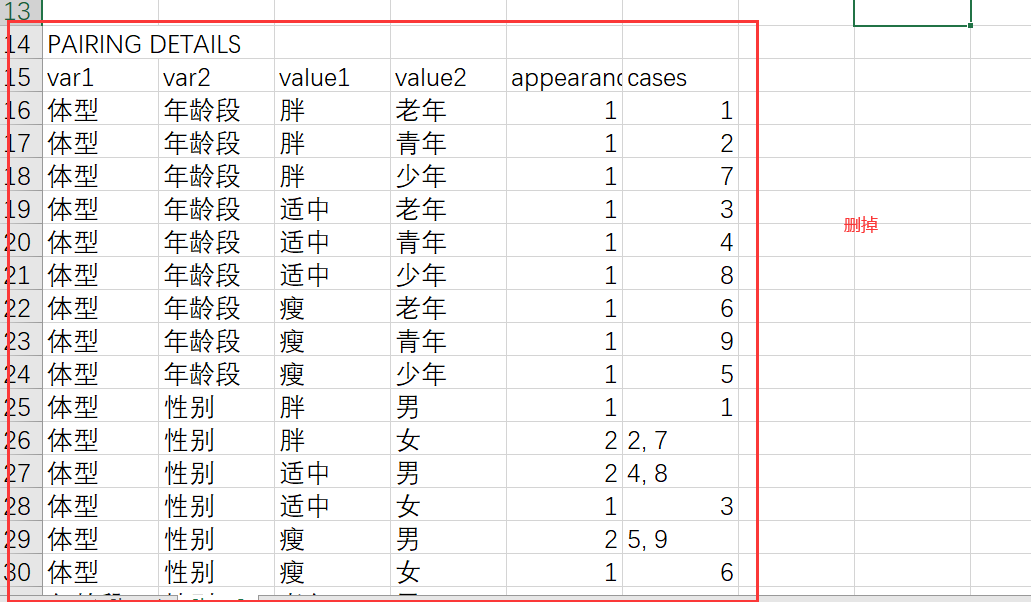 13
14 PAIRING DETAILS
15 var1 var2 value1 value2 appearanc cases
16 体型 年龄段 胖 老年 1 1
17 体型 年龄段 胖 青年 1 2
18 体型 年龄段 胖 少年 1 7
19 体型 年龄段 适中 老年 1 3
20 体型 年龄段 适中 青年 1 4
21 体型 年龄段 适中 少年 1 8
22 体型 年龄段 瘦 老年 1 6
23 体型 年龄段 瘦 青年 1 9
24 体型 年龄段 瘦 少年 1 5
25 体型 性别 胖 男 1 1
26 体型 性别 胖 女 2 2, 7
27 体型 性别 适中 男 2 4, 8
28 体型 性别 适中 女 1 3
29 体型 性别 瘦 男 2 5, 9
30 体型 性别 瘦 女 1 6
删掉